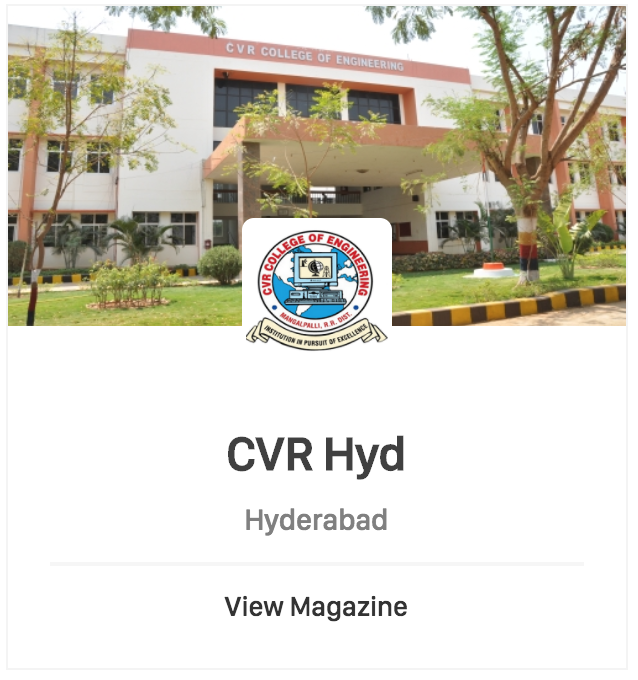 CVR COLLEGE OF ENGINEERING
CVR COLLEGE OF ENGINEERING
MANGALPALLI, R.R. DIST.
INSTITUTION IN PURSUIT OF EXCELLENCE
CVR Hyd
Hyderabad
View Magazine